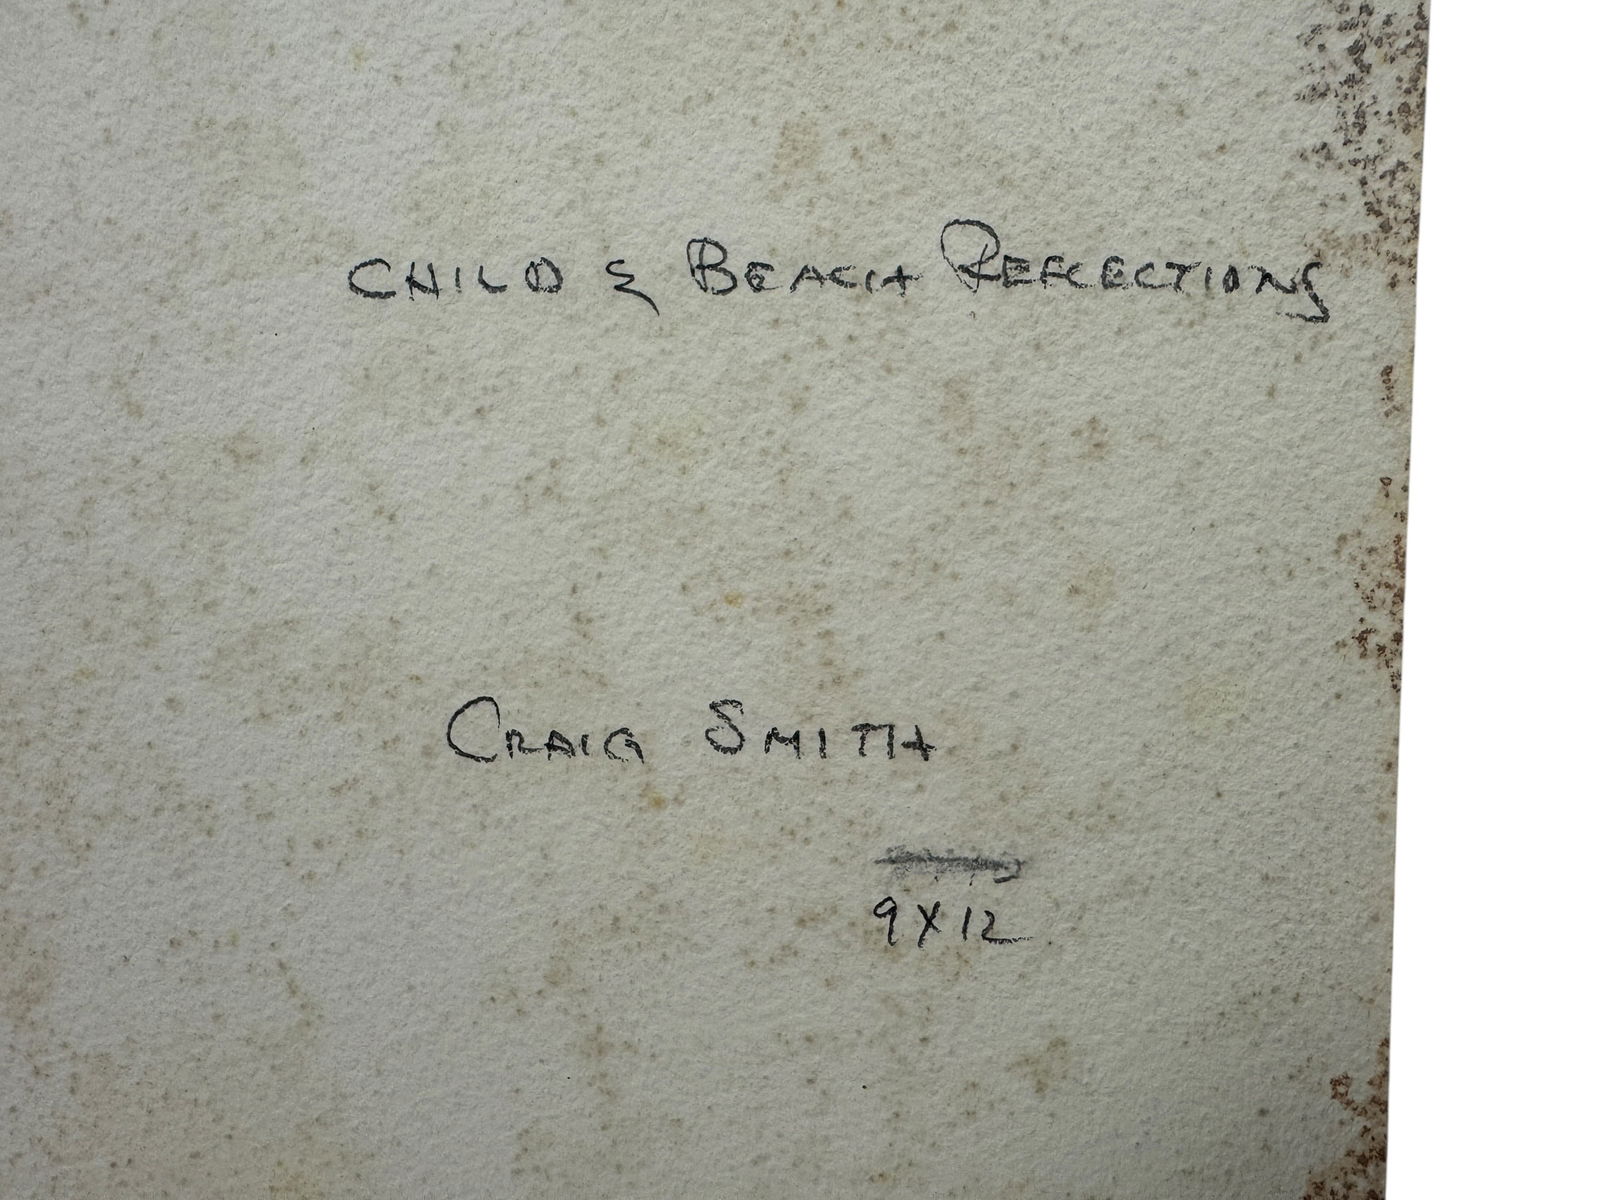 CHILD & BEACH REFLECTIONS
CRAIG SMITH
9X12